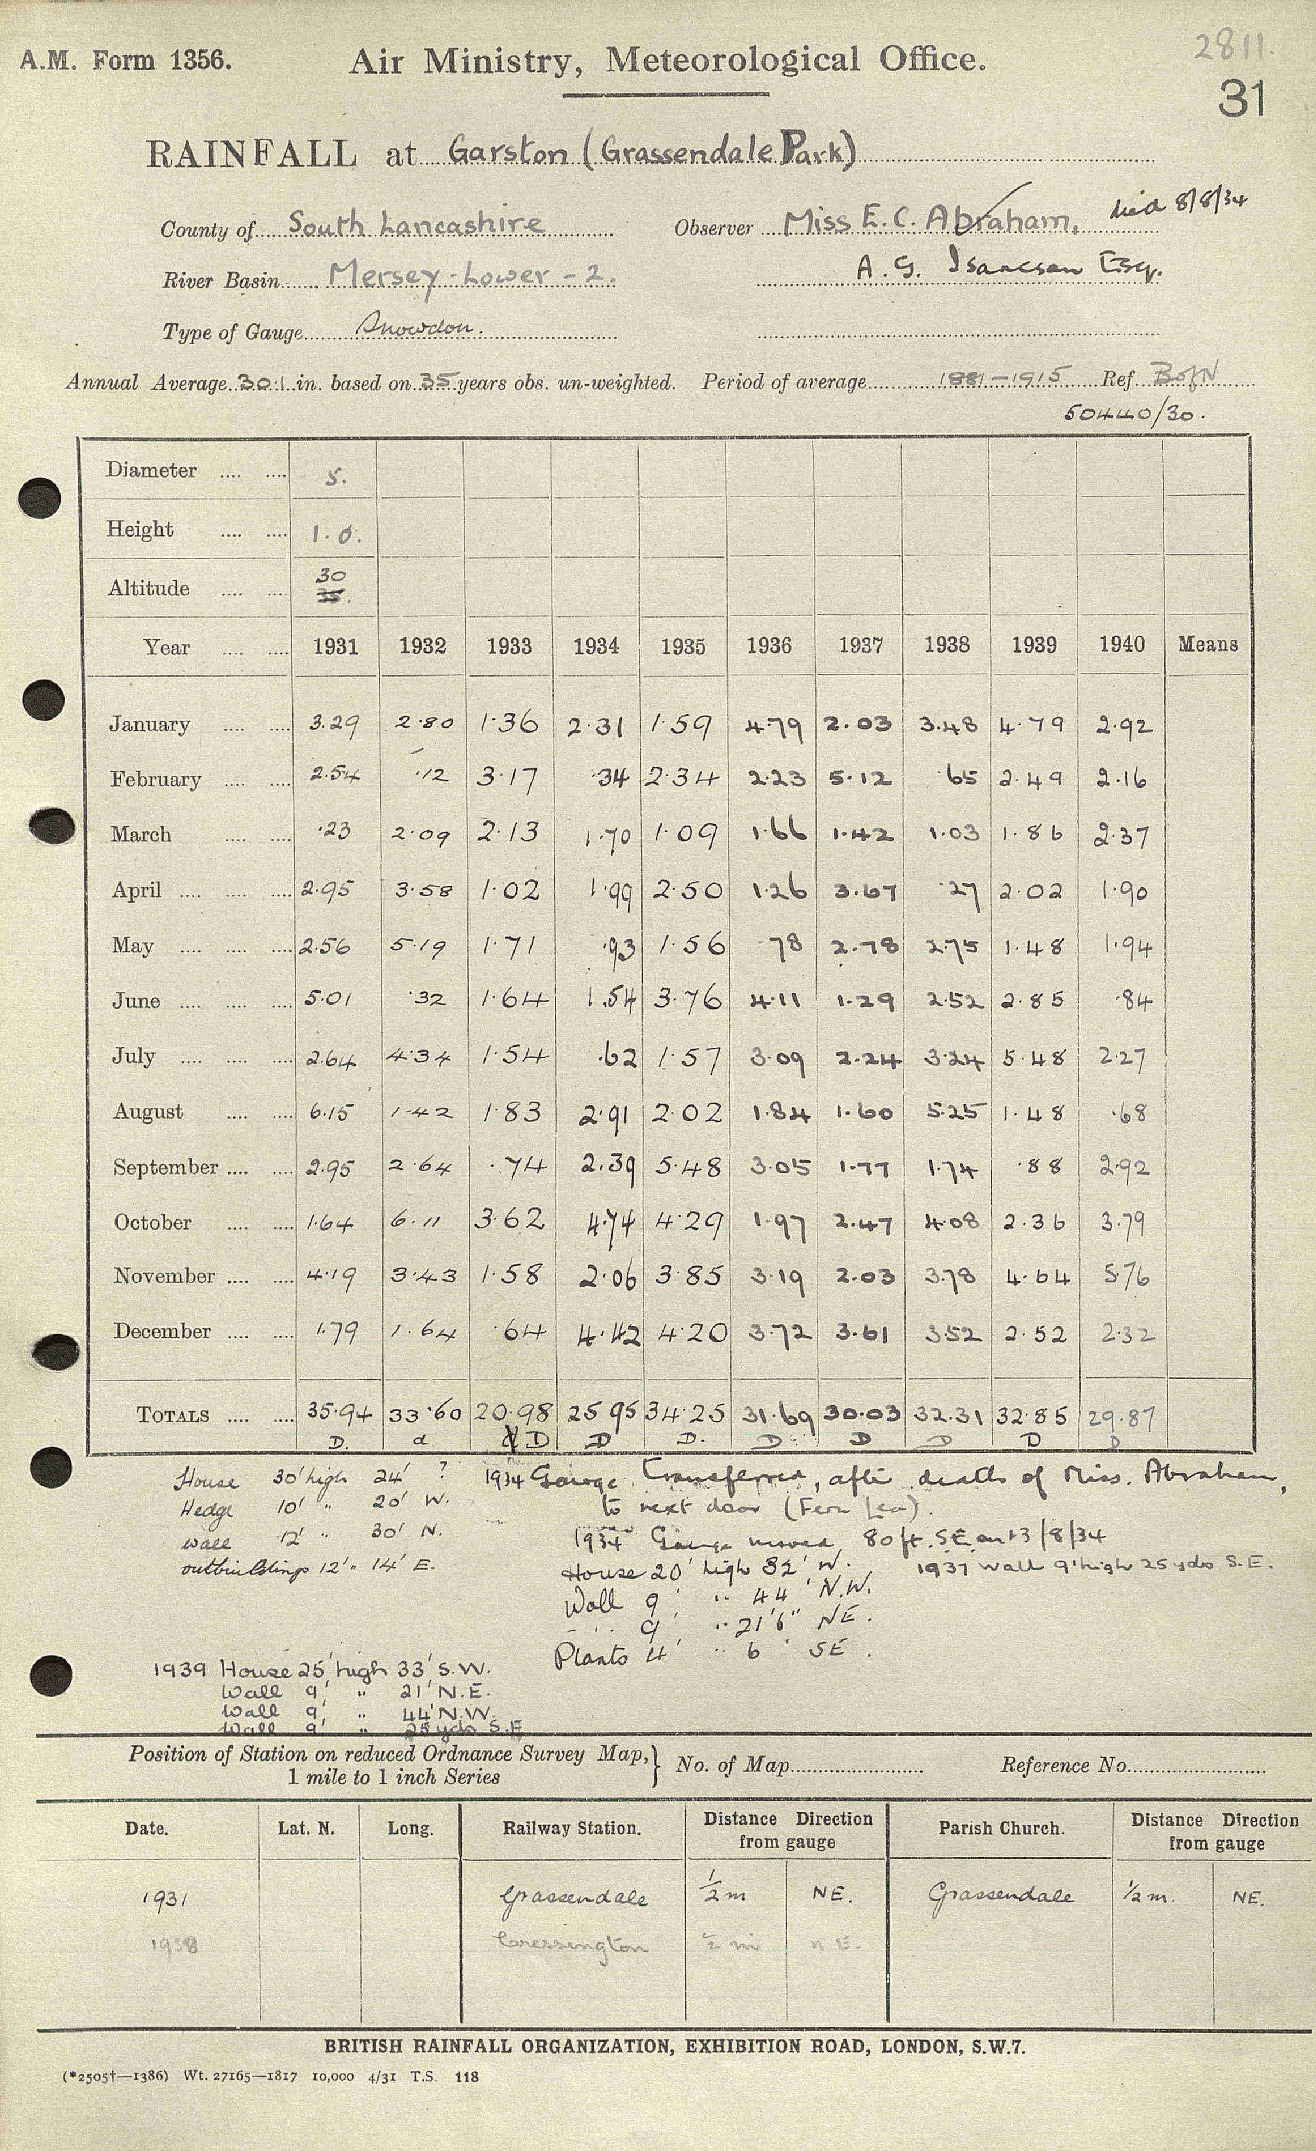 2811.
A.M. Form 1356. Air Ministry, Meteorological Office.
31
RAINFALL at Garston (Grassendale Park)
County of South Lancashire Observer Miss E. C. Abraham, died 8/8/34
River Basin Mersey-Lower-2. A. G. Isaacson Esq.
Type of Gauge Snowdon.
Annual Average 30.1 in. based on 35 years obs. un-weighted. Period of average 1881-1915 Ref. B of N
50440/30.
Diameter 5.
Height 1.0.
Altitude 30
35.
Year 1931 1932 1933 1934 1935 1936 1937 1938 1939 1940 Means
January 3.29 2.80 1.36 2.31 1.59 4.79 2.03 3.48 4.79 2.92
February 2.54 .12 3.17 .34 2.34 2.23 5.12 .65 2.49 2.16
March .23 2.09 2.13 1.70 1.09 1.66 1.42 1.03 1.86 2.37
April 2.95 3.58 1.02 1.99 2.50 1.26 3.67 .27 2.02 1.90
May 2.56 5.19 1.71 .93 1.56 .78 2.78 2.75 1.48 1.94
June 5.01 .32 1.64 1.54 3.76 4.11 1.29 2.52 2.85 .84
July 2.64 4.34 1.54 .62 1.57 3.09 2.24 3.24 5.48 2.27
August 6.15 1.42 1.83 2.91 2.02 1.84 1.60 5.25 1.48 .68
September 2.95 2.64 .74 2.39 5.48 3.05 1.77 1.74 .88 2.92
October 1.64 6.11 3.62 4.74 4.29 1.97 2.47 4.08 2.36 3.79
November 4.19 3.43 1.58 2.06 3.85 3.19 2.03 3.78 4.64 5.76
December 1.79 1.64 .64 4.42 4.20 3.72 3.61 3.52 2.52 2.32
TOTALS 35.94 33.60 20.98 25.95 34.25 31.69 30.03 32.31 32.85 29.87
D. d D D D. D. D D D D
House 30' high 24' ? 1934 Gauge transferred, after death of Miss. Abraham,
Hedge 10' " 20' W. to next door (Fern Lea).
Wall 12' " 30' N. 1934 Gauge moved 80 ft. SE on 13/8/34
outbuildings 12' " 14' E. House 20' high 32' W. 1937 Wall 9' high 25 yds S.E.
Wall 9' " 44' N.W.
" 9' " 21'6" NE.
Plants 4' " 6' SE.
1939 House 25' high 33' S.W.
Wall 9' " 21' N.E.
Wall 9' " 44' N.W.
Wall 9' " 25 yds S.E
Position of Station on reduced Ordnance Survey Map, } No. of Map Reference No.
1 mile to 1 inch Series
Date. Lat. N. Long. Railway Station. Distance Direction from gauge Parish Church. Distance Direction from gauge
1931 Grassendale ½ m NE. Grassendale ½ m. NE.
1938 Cressington ½ mi N E.
BRITISH RAINFALL ORGANIZATION, EXHIBITION ROAD, LONDON, S.W.7.
(*2505†—1386) Wt. 27165—1817 10,000 4/31 T.S. 118